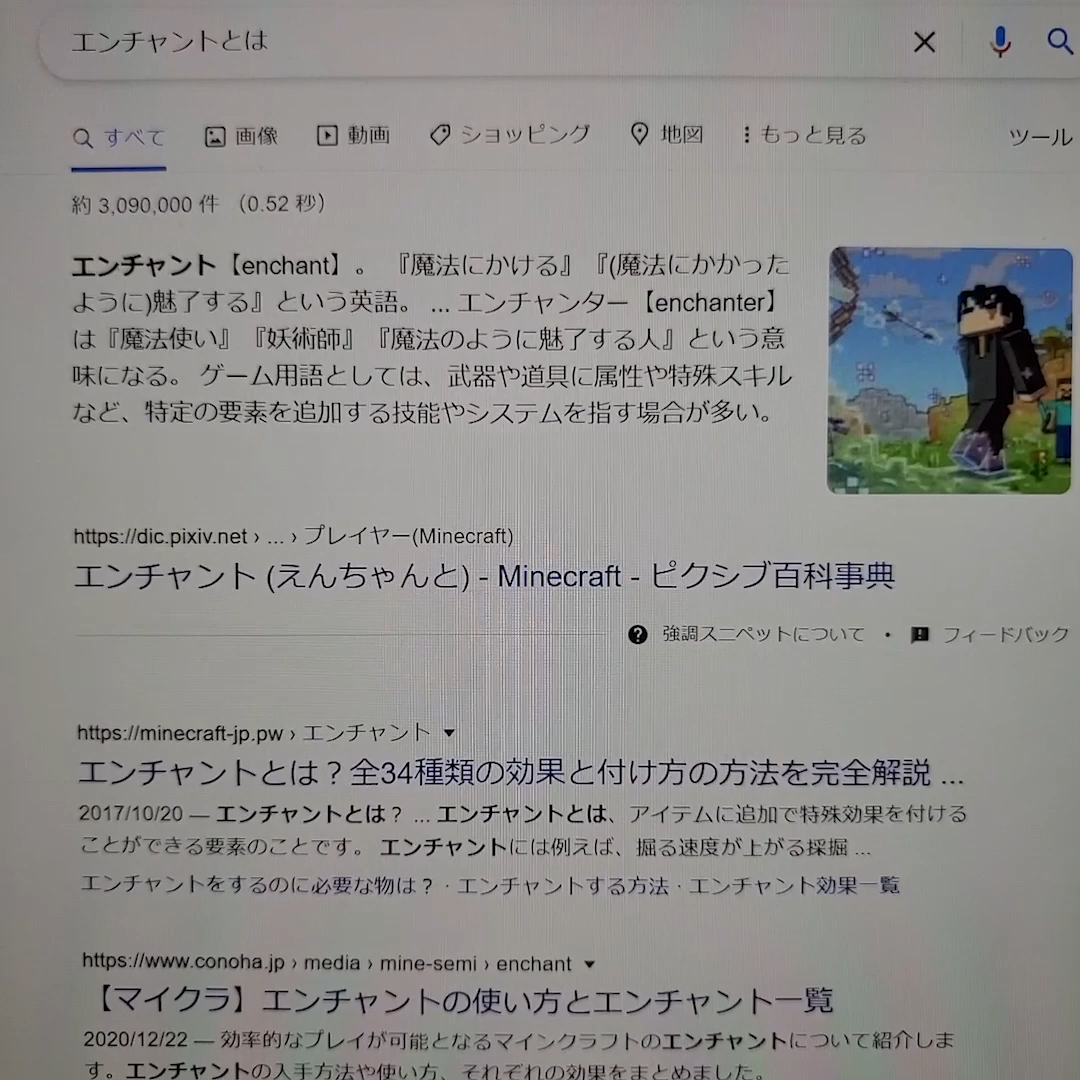 エンチャントとは
すべて 画像 動画 ショッピング 地図 もっと見る ツール
約 3,090,000 件 （0.52 秒）
エンチャント【enchant】。 『魔法にかける』『(魔法にかかった
ように)魅了する』という英語。 ... エンチャンター【enchanter】
は『魔法使い』『妖術師』『魔法のように魅了する人』という意
味になる。 ゲーム用語としては、武器や道具に属性や特殊スキル
など、特定の要素を追加する技能やシステムを指す場合が多い。
https://dic.pixiv.net › ... › プレイヤー(Minecraft)
エンチャント (えんちゃんと) - Minecraft - ピクシブ百科事典
強調スニペットについて ・ フィードバック
https://minecraft-jp.pw › エンチャント
エンチャントとは？全34種類の効果と付け方の方法を完全解説 ...
2017/10/20 — エンチャントとは？ ... エンチャントとは、アイテムに追加で特殊効果を付ける
ことができる要素のことです。 エンチャントには例えば、掘る速度が上がる採掘 ...
エンチャントをするのに必要な物は？ · エンチャントする方法 · エンチャント効果一覧
https://www.conoha.jp › media › mine-semi › enchant
【マイクラ】エンチャントの使い方とエンチャント一覧
2020/12/22 — 効率的なプレイが可能となるマインクラフトのエンチャントについて紹介しま
す。エンチャントの入手方法や使い方、それぞれの効果をまとめました。